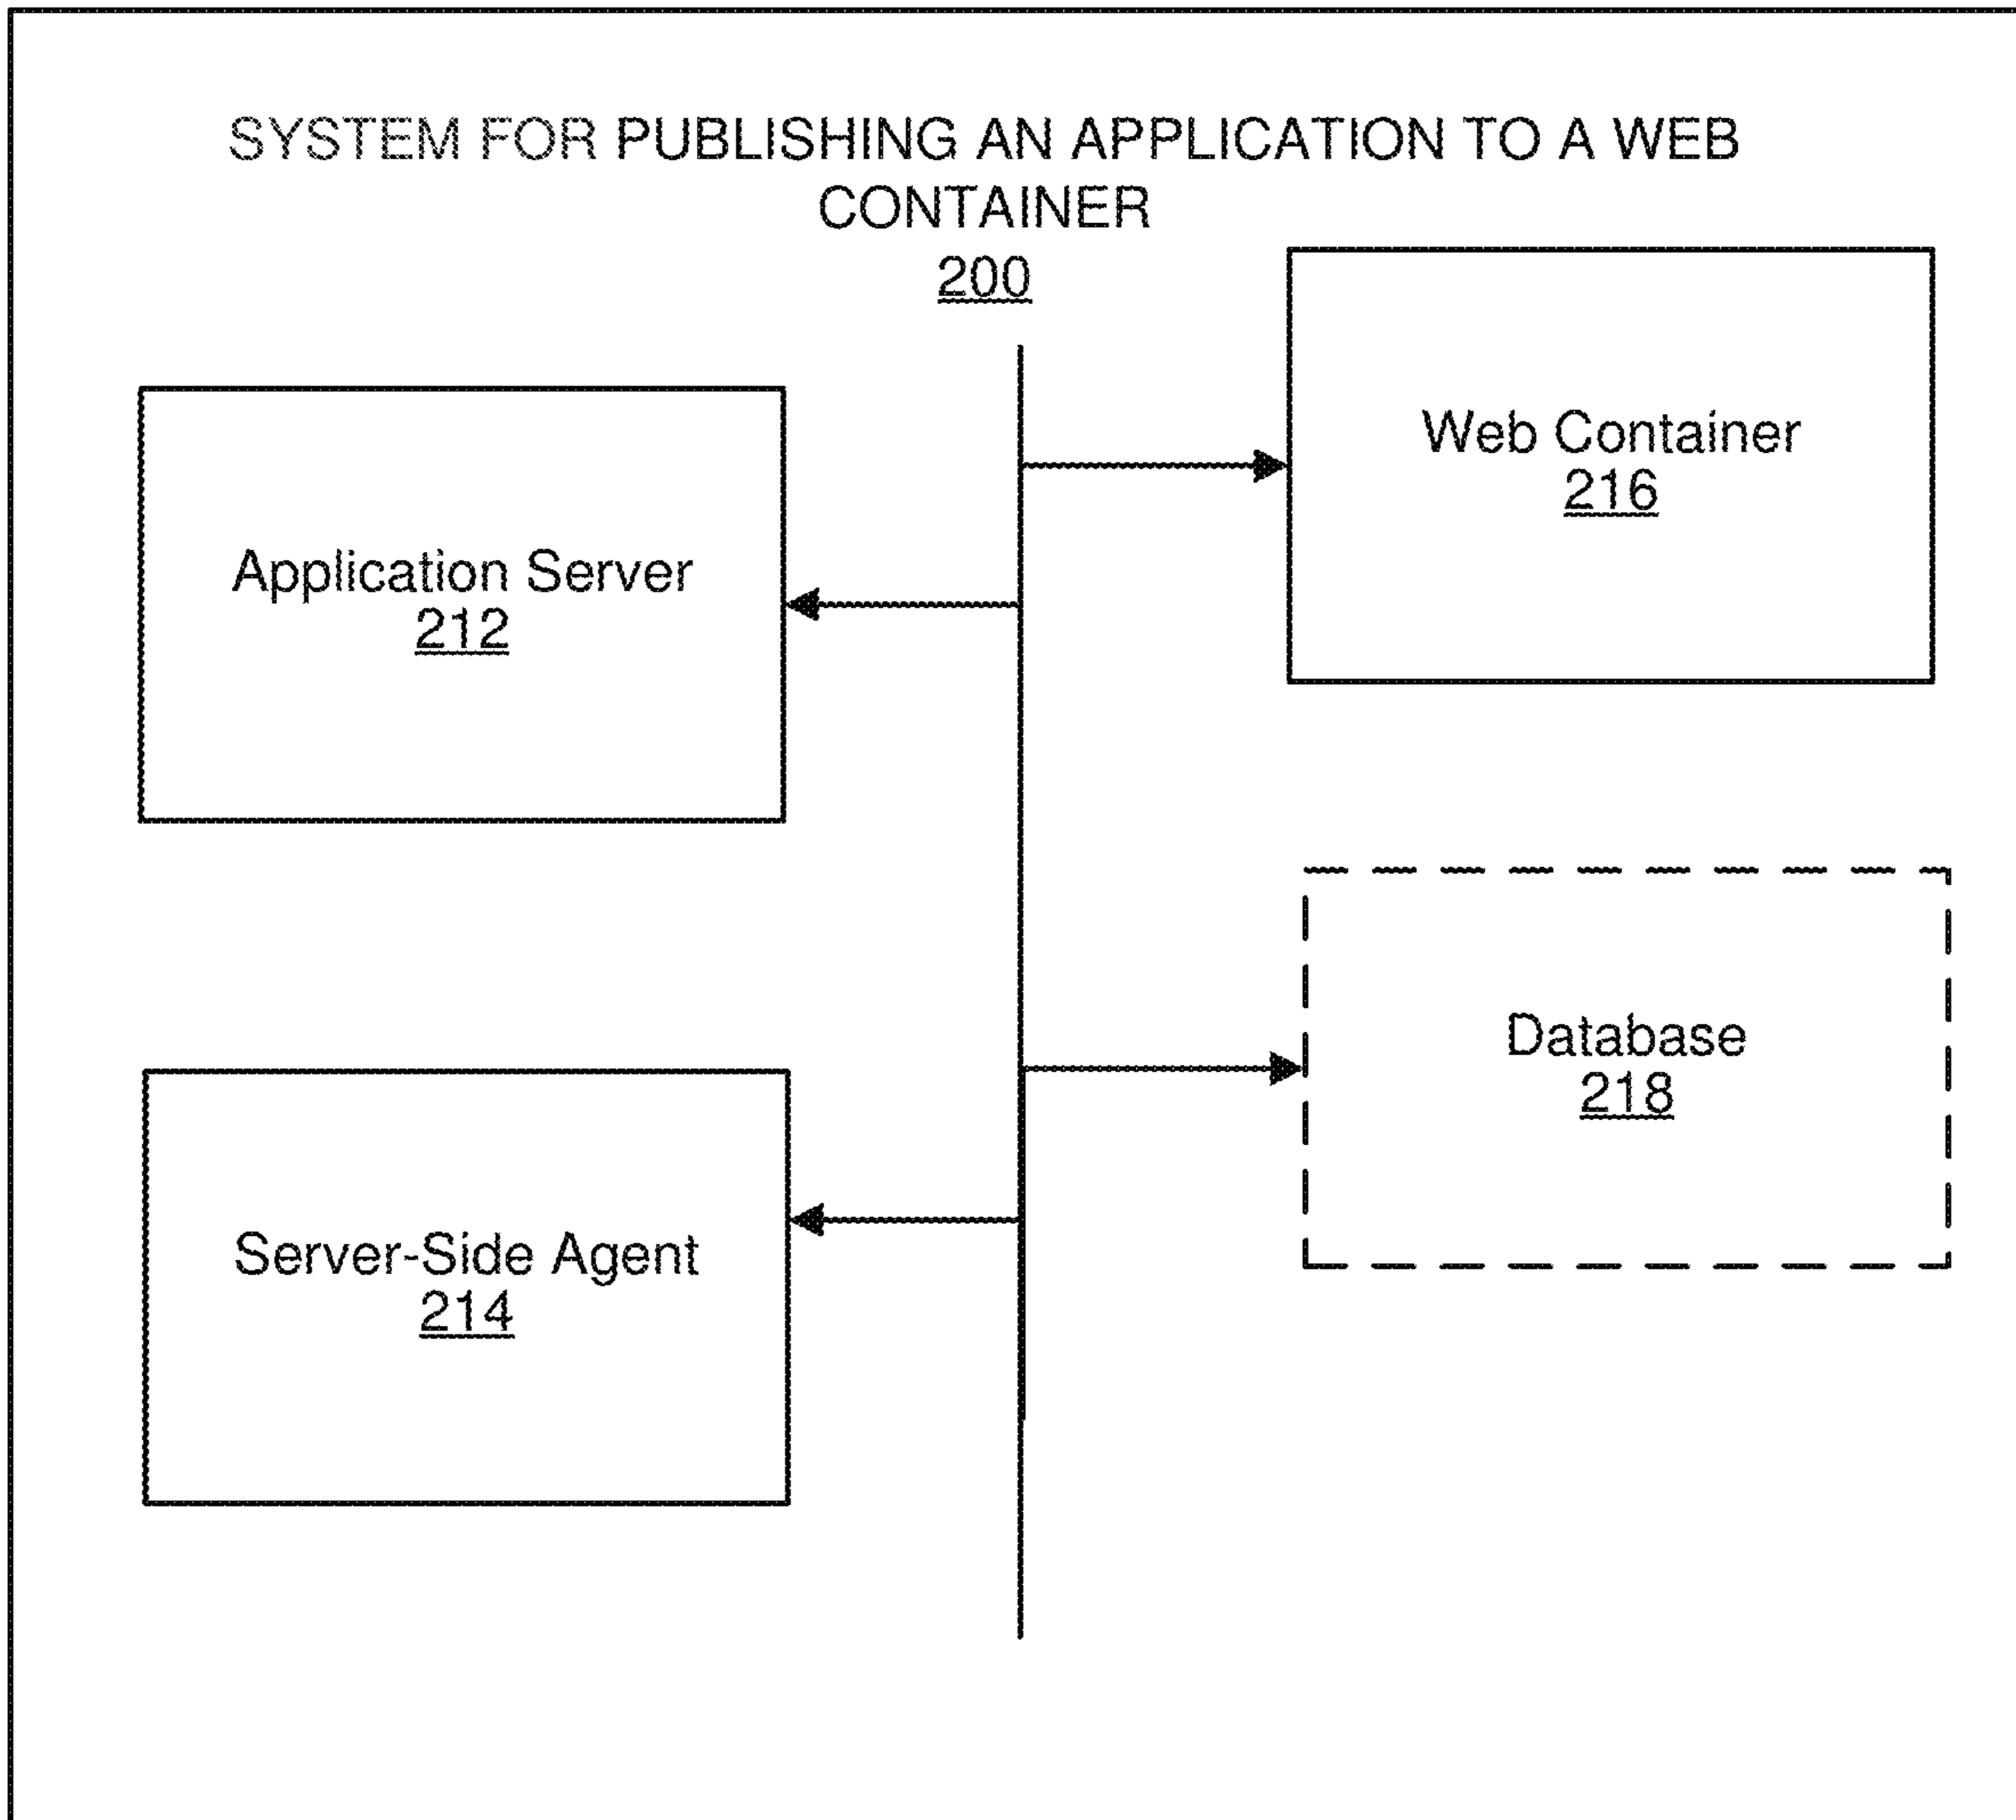 SYSTEM FOR PUBLISHING AN APPLICATION TO A WEB
CONTAINER
200
Web Container
216
Application Server
212
Database
218
Server-Side Agent
214